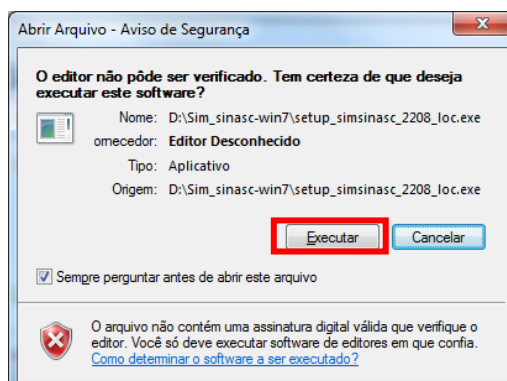 Abrir Arquivo - Aviso de Segurança
O editor não pôde ser verificado. Tem certeza de que deseja
executar este software?
Nome: D:\Sim_sinasc-win7\setup_simsinasc_2208_loc.exe
ornecedor: Editor Desconhecido
Tipo: Aplicativo
Origem: D:\Sim_sinasc-win7\setup_simsinasc_2208_loc.exe
Executar Cancelar
Sempre perguntar antes de abrir este arquivo
O arquivo não contém uma assinatura digital válida que verifique o
editor. Você só deve executar software de editores em que confia.
Como determinar o software a ser executado?